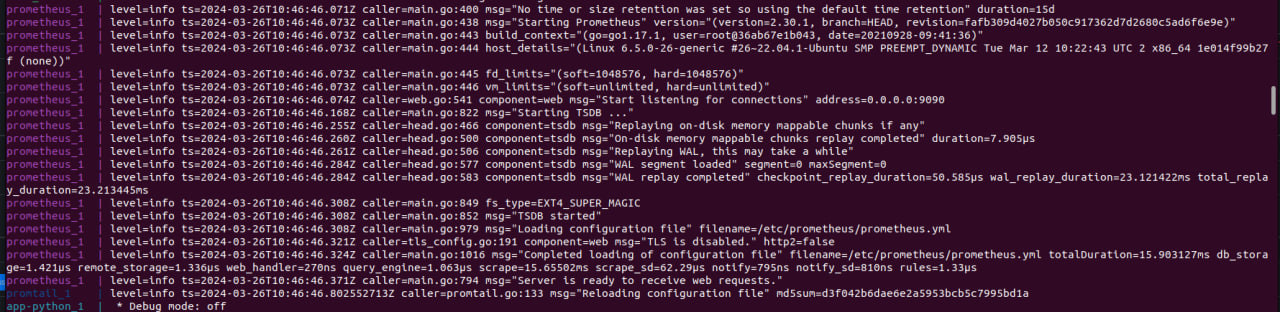 prometheus_1 | level=info ts=2024-03-26T10:46:46.071Z caller=main.go:400 msg="No time or size retention was set so using the default time retention" duration=15d
prometheus_1 | level=info ts=2024-03-26T10:46:46.073Z caller=main.go:438 msg="Starting Prometheus" version="(version=2.30.1, branch=HEAD, revision=fafb309d4027b050c917362d7d2680c5ad6f6e9e)"
prometheus_1 | level=info ts=2024-03-26T10:46:46.073Z caller=main.go:443 build_context="(go=go1.17.1, user=root@36ab67e1b043, date=20210928-09:41:36)"
prometheus_1 | level=info ts=2024-03-26T10:46:46.073Z caller=main.go:444 host_details="(Linux 6.5.0-26-generic #26~22.04.1-Ubuntu SMP PREEMPT_DYNAMIC Tue Mar 12 10:22:43 UTC 2 x86_64 1e014f99b27
f (none))"
prometheus_1 | level=info ts=2024-03-26T10:46:46.073Z caller=main.go:445 fd_limits="(soft=1048576, hard=1048576)"
prometheus_1 | level=info ts=2024-03-26T10:46:46.073Z caller=main.go:446 vm_limits="(soft=unlimited, hard=unlimited)"
prometheus_1 | level=info ts=2024-03-26T10:46:46.074Z caller=web.go:541 component=web msg="Start listening for connections" address=0.0.0.0:9090
prometheus_1 | level=info ts=2024-03-26T10:46:46.168Z caller=main.go:822 msg="Starting TSDB ..."
prometheus_1 | level=info ts=2024-03-26T10:46:46.255Z caller=head.go:466 component=tsdb msg="Replaying on-disk memory mappable chunks if any"
prometheus_1 | level=info ts=2024-03-26T10:46:46.260Z caller=head.go:500 component=tsdb msg="On-disk memory mappable chunks replay completed" duration=7.905µs
prometheus_1 | level=info ts=2024-03-26T10:46:46.261Z caller=head.go:506 component=tsdb msg="Replaying WAL, this may take a while"
prometheus_1 | level=info ts=2024-03-26T10:46:46.284Z caller=head.go:577 component=tsdb msg="WAL segment loaded" segment=0 maxSegment=0
prometheus_1 | level=info ts=2024-03-26T10:46:46.284Z caller=head.go:583 component=tsdb msg="WAL replay completed" checkpoint_replay_duration=50.585µs wal_replay_duration=23.121422ms total_repla
y_duration=23.213445ms
prometheus_1 | level=info ts=2024-03-26T10:46:46.308Z caller=main.go:849 fs_type=EXT4_SUPER_MAGIC
prometheus_1 | level=info ts=2024-03-26T10:46:46.308Z caller=main.go:852 msg="TSDB started"
prometheus_1 | level=info ts=2024-03-26T10:46:46.308Z caller=main.go:979 msg="Loading configuration file" filename=/etc/prometheus/prometheus.yml
prometheus_1 | level=info ts=2024-03-26T10:46:46.321Z caller=tls_config.go:191 component=web msg="TLS is disabled." http2=false
prometheus_1 | level=info ts=2024-03-26T10:46:46.324Z caller=main.go:1016 msg="Completed loading of configuration file" filename=/etc/prometheus/prometheus.yml totalDuration=15.903127ms db_stora
ge=1.421µs remote_storage=1.336µs web_handler=270ns query_engine=1.063µs scrape=15.65502ms scrape_sd=62.29µs notify=795ns notify_sd=810ns rules=1.33µs
prometheus_1 | level=info ts=2024-03-26T10:46:46.371Z caller=main.go:794 msg="Server is ready to receive web requests."
promtail_1 | level=info ts=2024-03-26T10:46:46.802552713Z caller=promtail.go:133 msg="Reloading configuration file" md5sum=d3f042b6dae6e2a5953bcb5c7995bd1a
app-python_1 | * Debug mode: off